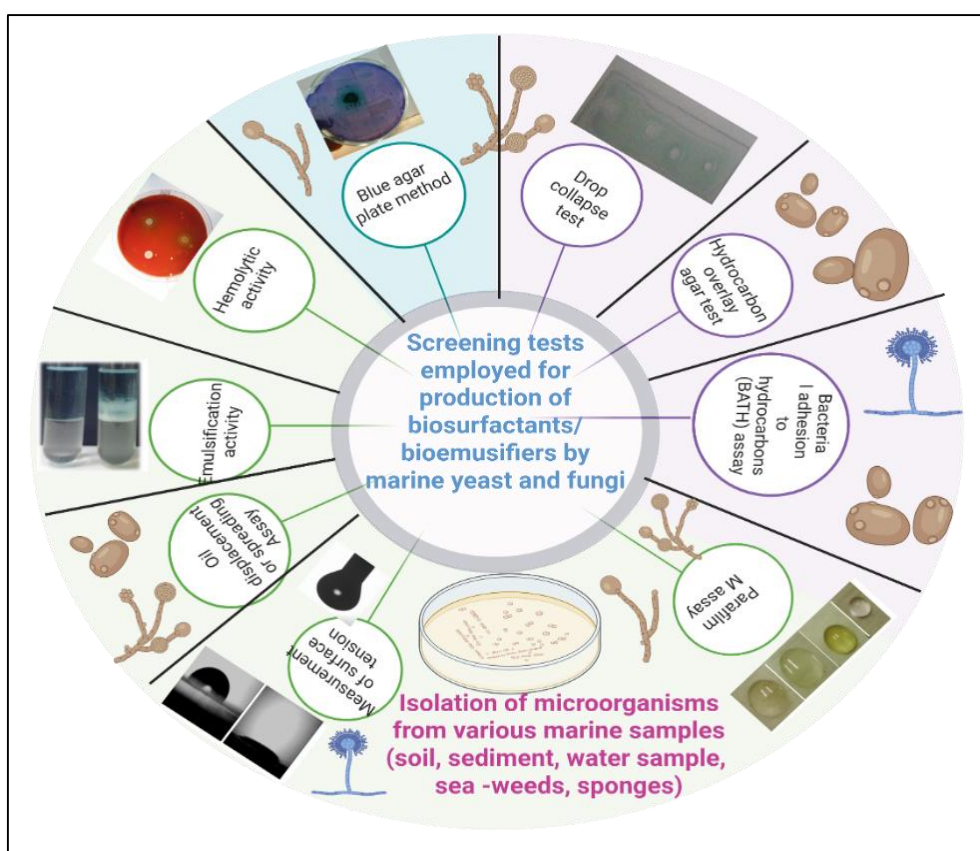 Screening tests
employed for
production of
biosurfactants/
bioemusifiers by
marine yeast and fungi
Blue agar
plate method
Drop
collapse
test
Hydrocarbon
overlay
agar test
Bacteria
l adhesion
to
hydrocarbons
(BATH) assay
Parafilm
M assay
Measurement
of surface
tension
Oil
displacement
or spreading
Assay
Emulsification
activity
Hemolytic
activity
Isolation of microorganisms
from various marine samples
(soil, sediment, water sample,
sea -weeds, sponges)